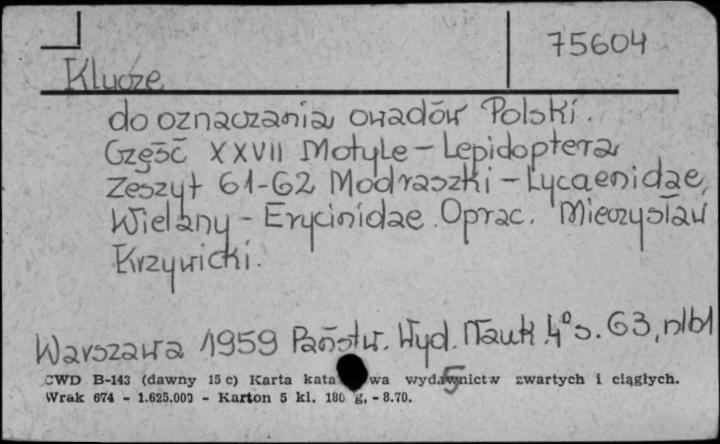 75604
Klucze
do oznaczania owadów Polski.
Część XXVII Motyle - Lepidoptera
Zeszyt 61-62 Modraszki - Lycaenidae,
Wielany - Erycinidae. Oprac. Mieczysław
Krzywicki.
Warszawa 1959 Państw. Wyd. Nauk. 4° s. 63, nlb1
5
CWD B-143 (dawny 15 c) Karta kata wa wydawnictw zwartych i ciągłych.
Wrak 674 - 1.625.000 - Karton 5 kl. 180 g, - 8.70.